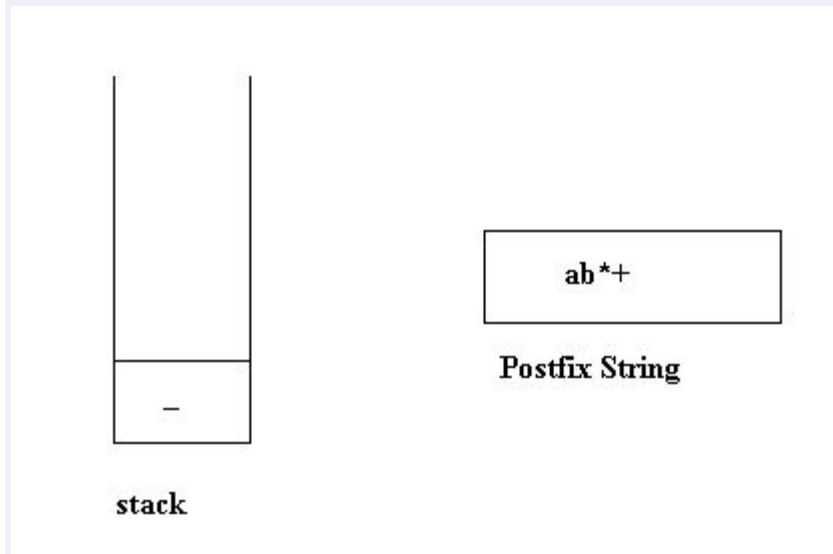 ab*+
Postfix String
–
stack